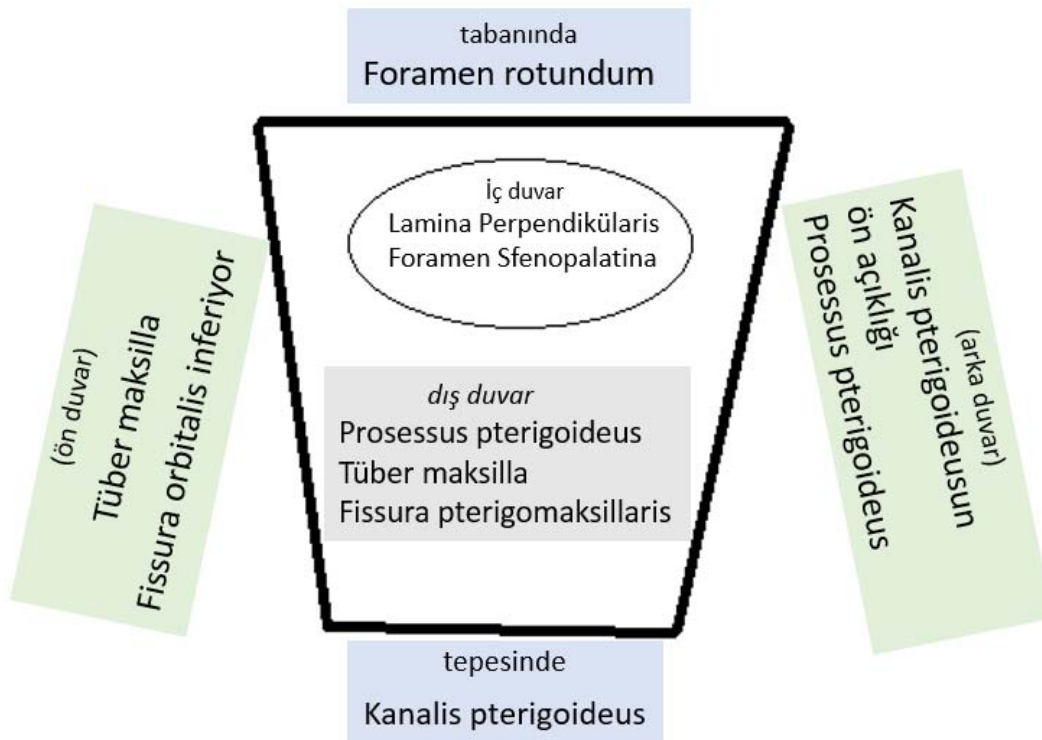 tabanında
Foramen rotundum
İç duvar
Lamina Perpendikülaris
Foramen Sfenopalatina
(ön duvar)
Tüber maksilla
Fissura orbitalis inferiyor
dış duvar
Prosessus pterigoideus
Tüber maksilla
Fissura pterigomaksillaris
(arka duvar)
Kanalis pterigoideusun
ön açıklığı
Prosessus pterigoideus
tepesinde
Kanalis pterigoideus